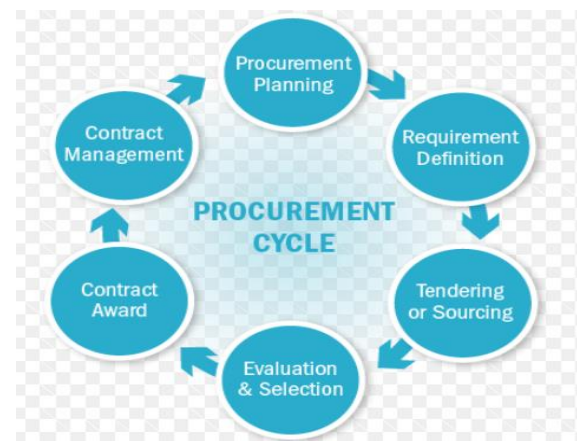 Procurement
Planning
Requirement
Definition
Tendering
or Sourcing
Evaluation
& Selection
Contract
Award
Contract
Management
PROCUREMENT
CYCLE